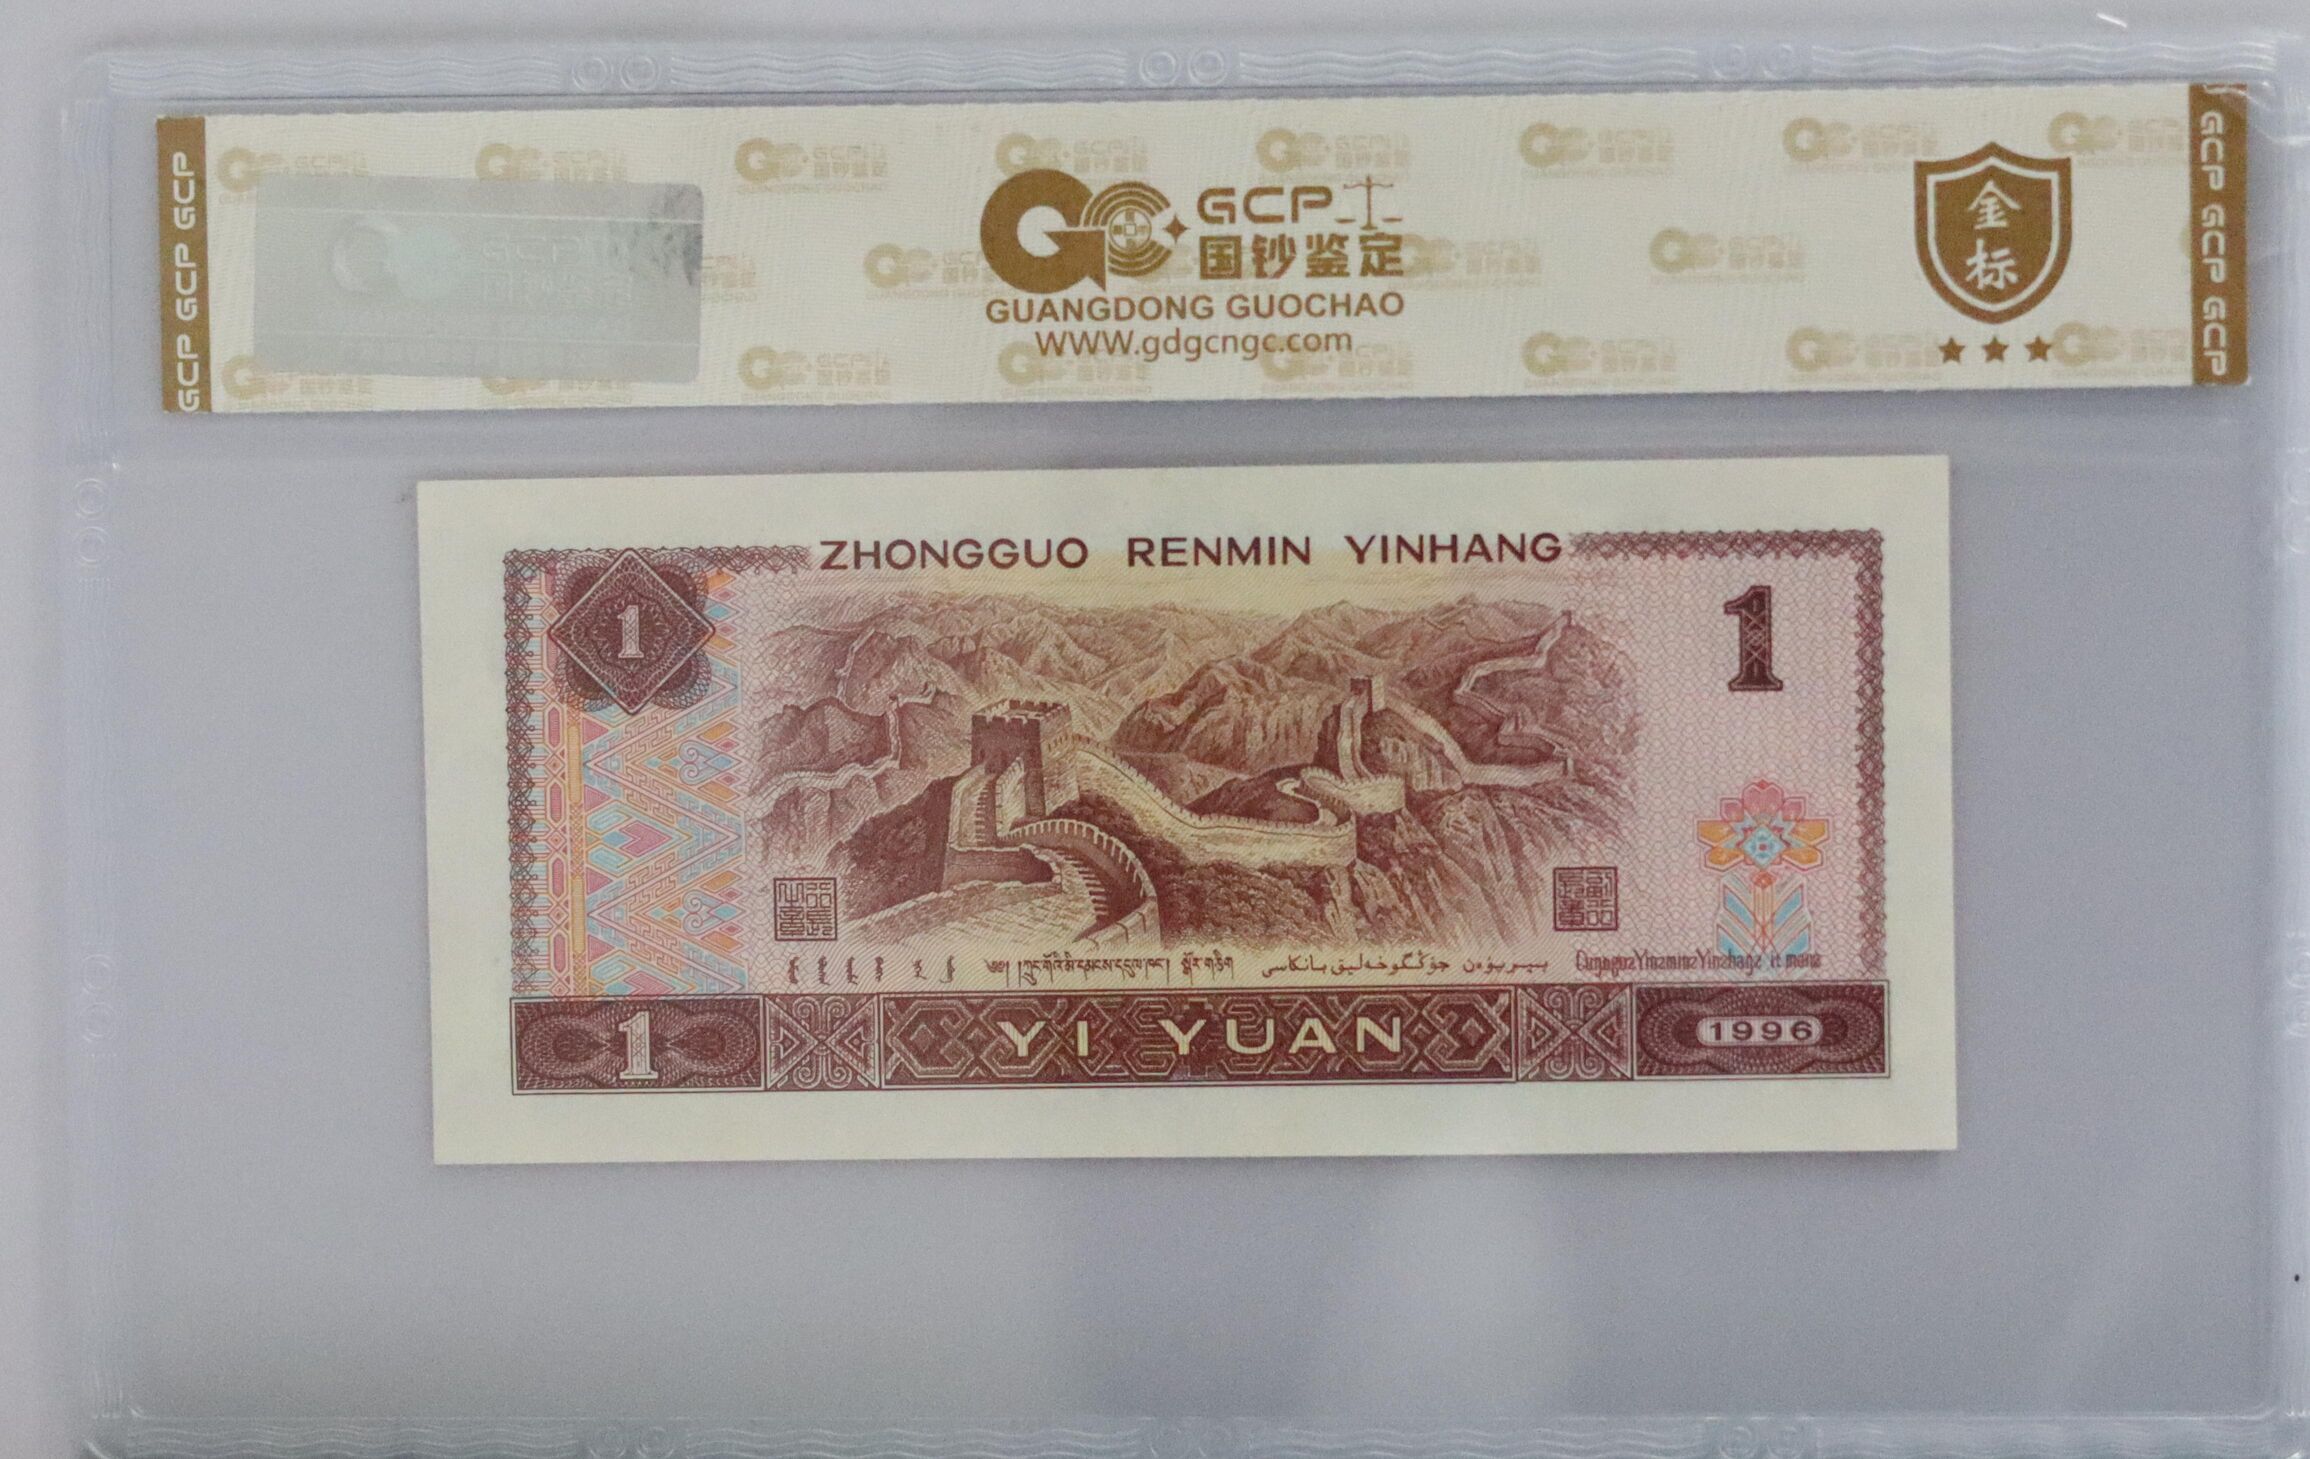 GCP GCP GCP
GCP
国钞鉴定
GUANGDONG GUOCHAO
WWW.gdgcngc.com
金
标
GCP GCP GCP
ZHONGGUO RENMIN YINHANG
1
1
1
YI YUAN
1996